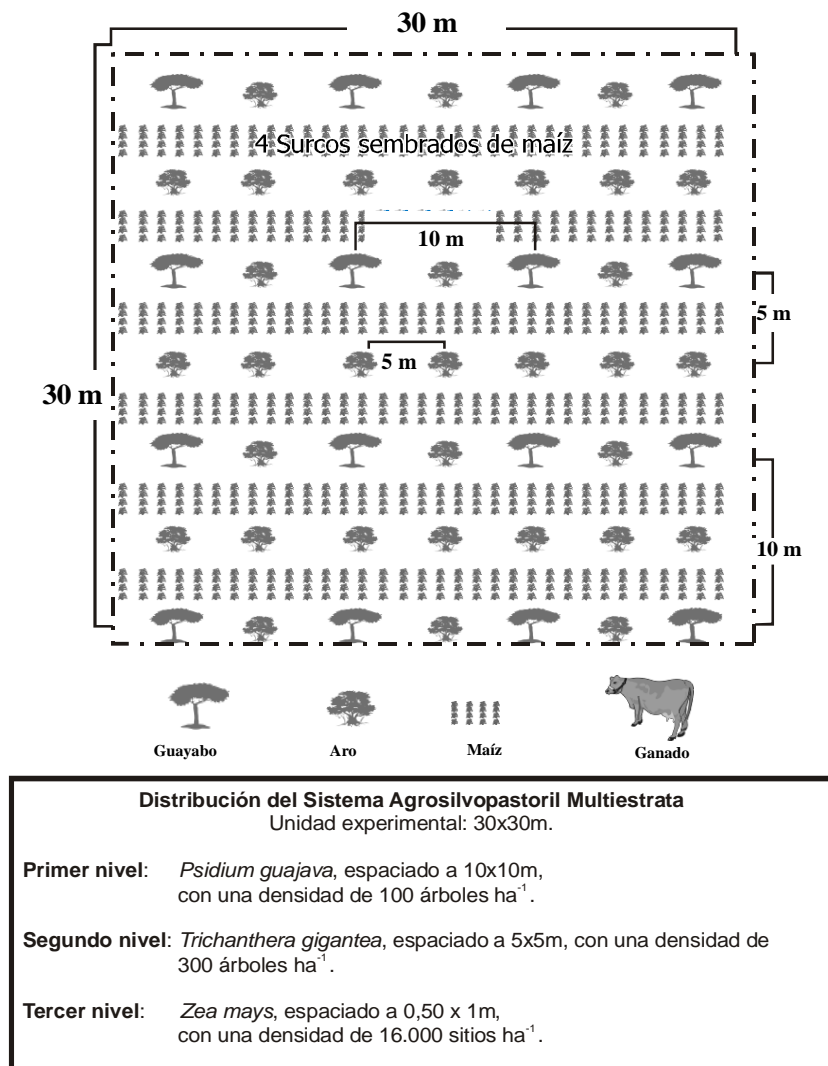 30 m
4 Surcos sembrados de maíz
10 m
5 m
5 m
30 m
10 m
Guayabo
Aro
Maíz
Ganado
Distribución del Sistema Agrosilvopastoril Multiestrata
Unidad experimental: 30x30m.
Primer nivel: Psidium guajava, espaciado a 10x10m,
con una densidad de 100 árboles ha⁻¹.
Segundo nivel: Trichanthera gigantea, espaciado a 5x5m, con una densidad de
300 árboles ha⁻¹.
Tercer nivel: Zea mays, espaciado a 0,50 x 1m,
con una densidad de 16.000 sitios ha⁻¹.